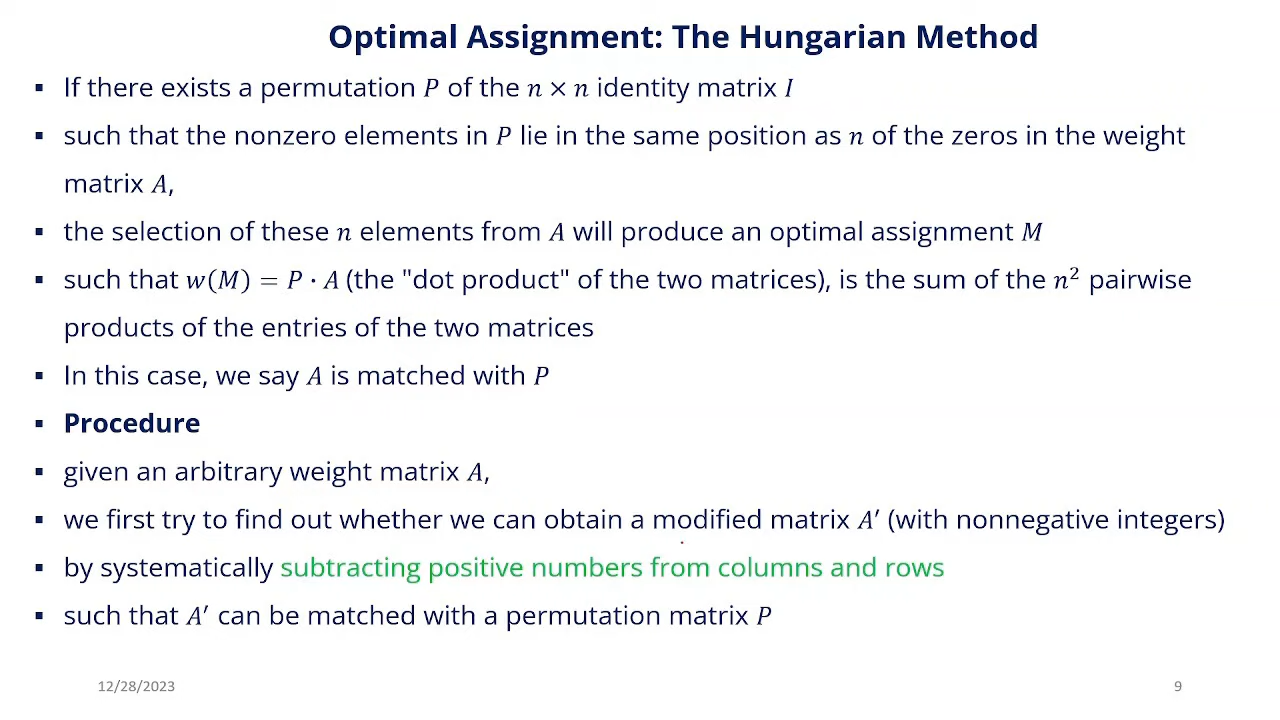 Optimal Assignment: The Hungarian Method
▪ If there exists a permutation P of the n × n identity matrix I
▪ such that the nonzero elements in P lie in the same position as n of the zeros in the weight
matrix A,
▪ the selection of these n elements from A will produce an optimal assignment M
▪ such that w(M) = P · A (the "dot product" of the two matrices), is the sum of the n² pairwise
products of the entries of the two matrices
▪ In this case, we say A is matched with P
▪ Procedure
▪ given an arbitrary weight matrix A,
▪ we first try to find out whether we can obtain a modified matrix A′ (with nonnegative integers)
▪ by systematically subtracting positive numbers from columns and rows
▪ such that A′ can be matched with a permutation matrix P
12/28/2023
9